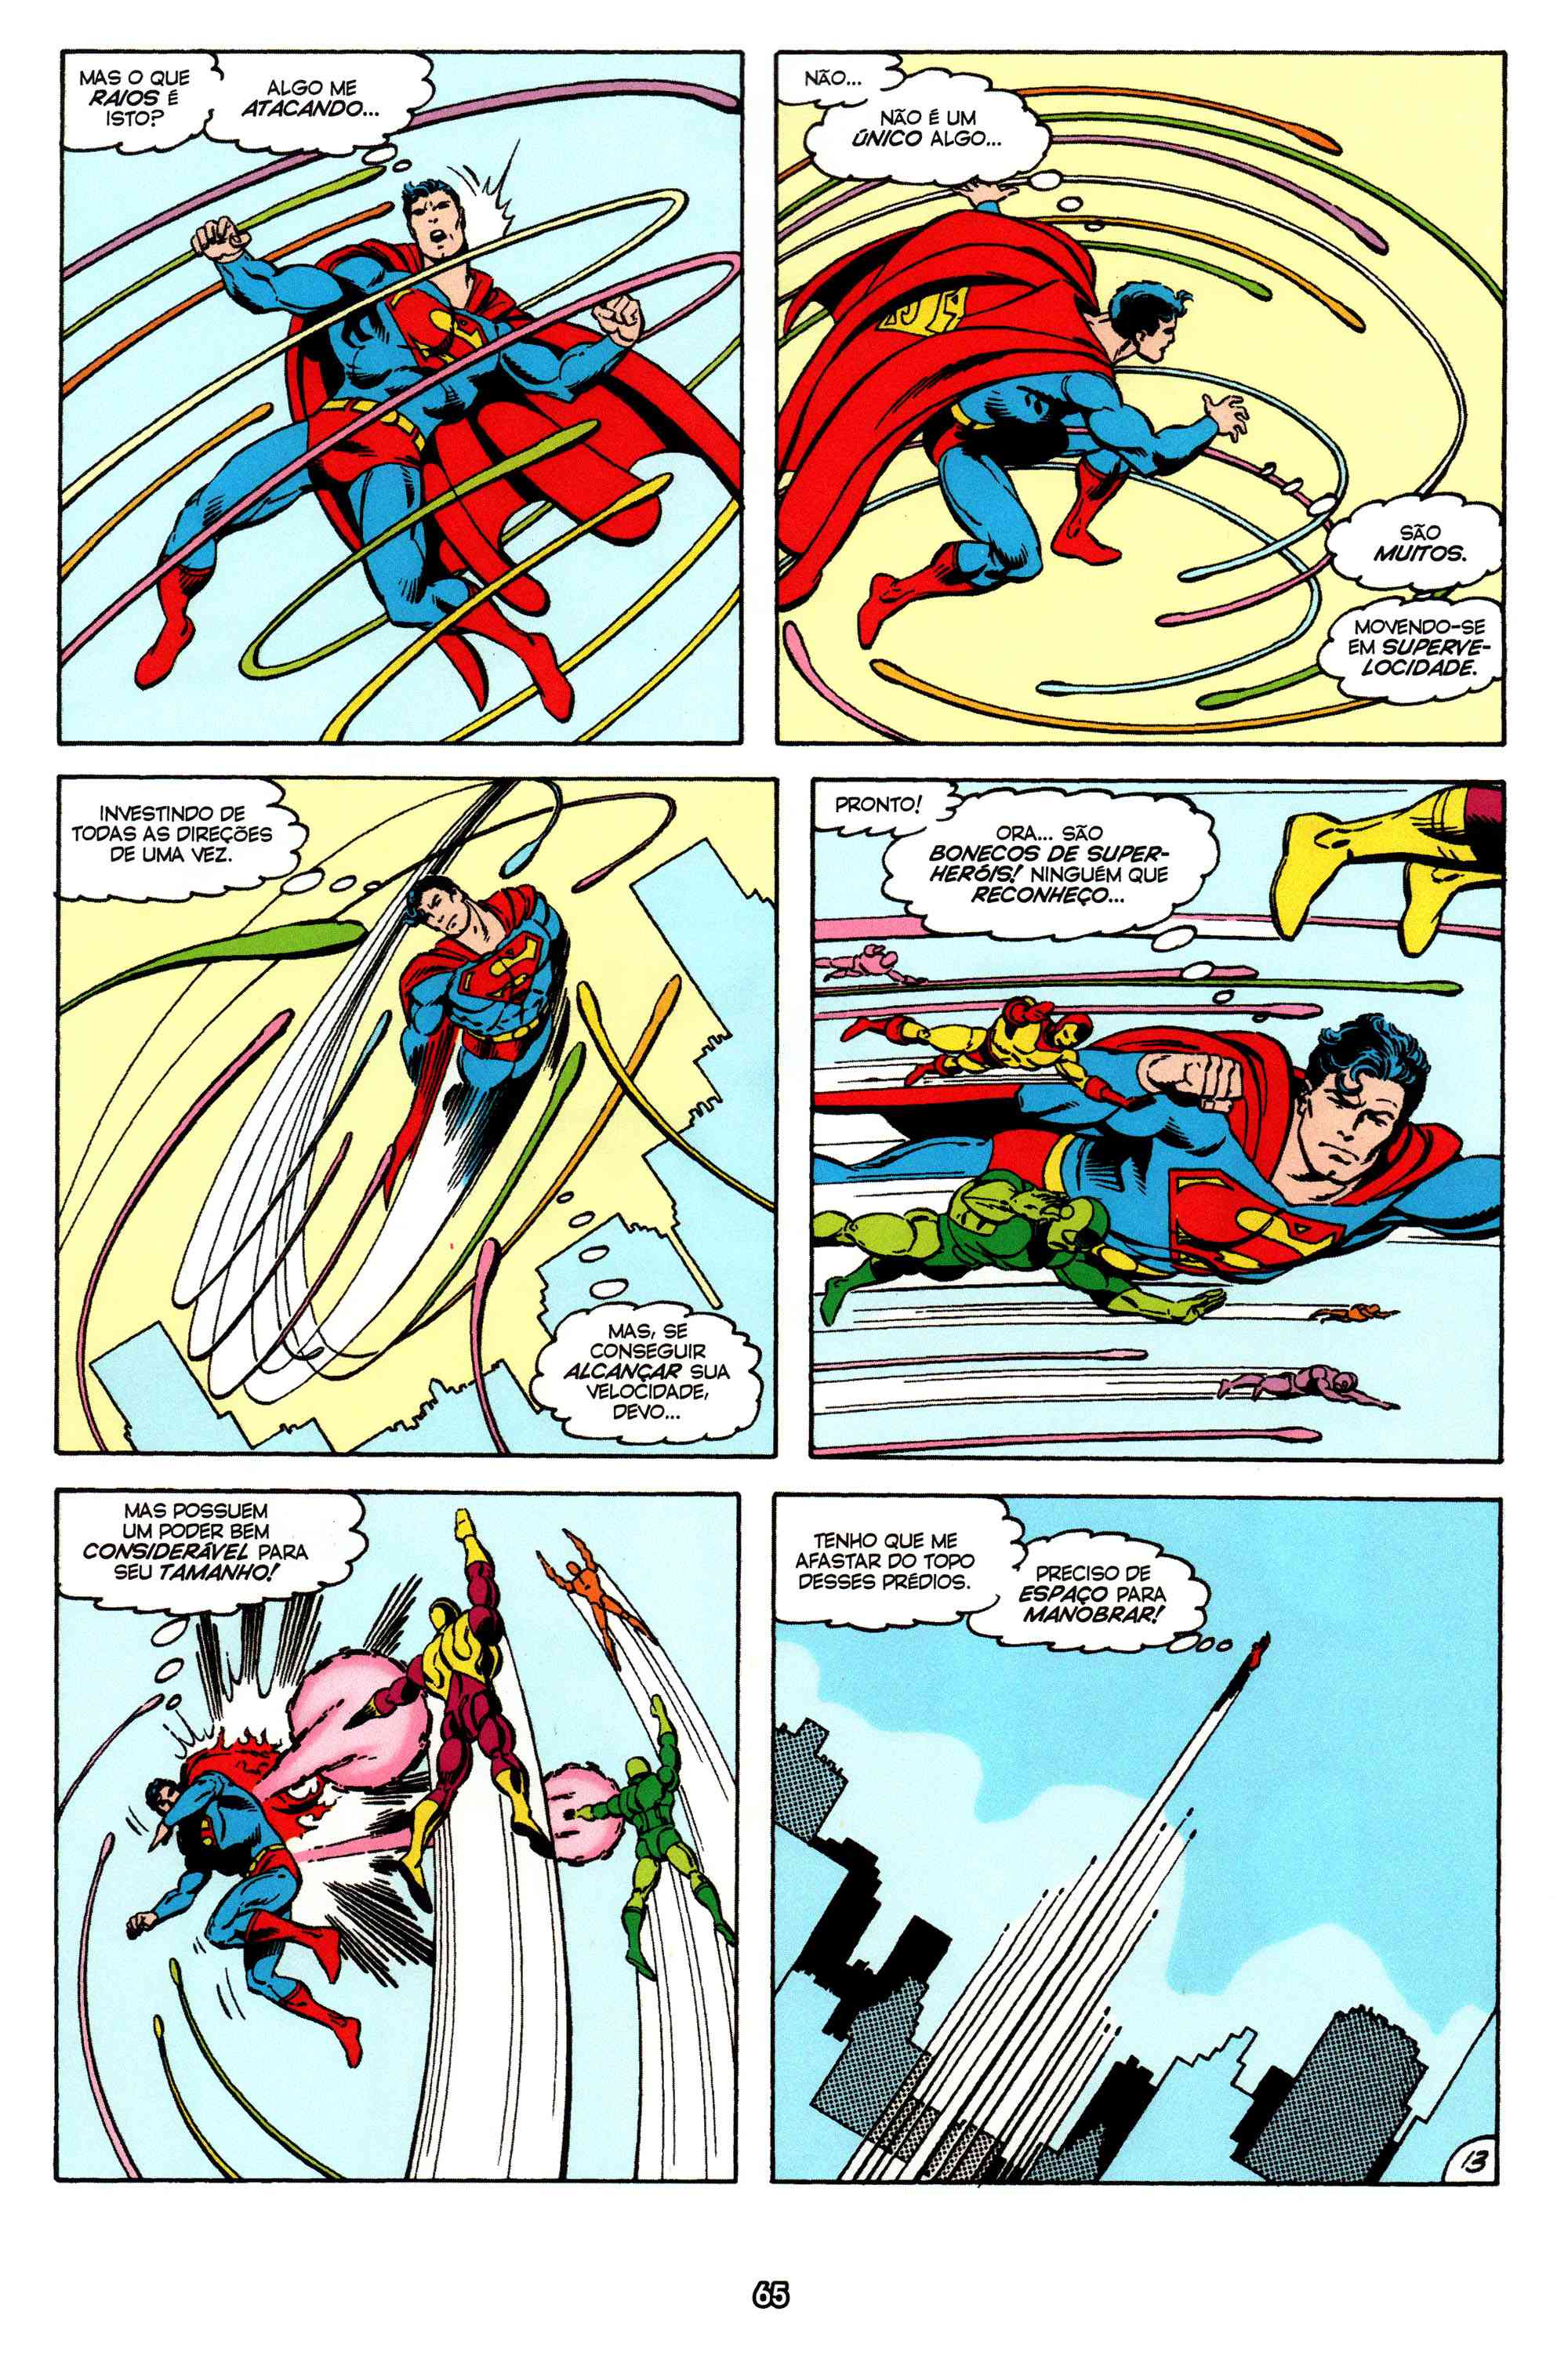 MAS O QUE
RAIOS É
ISTO?
ALGO ME
ATACANDO...
NÃO...
NÃO É UM
ÚNICO ALGO...
SÃO
MUITOS.
MOVENDO-SE
EM SUPERVE-
LOCIDADE.
INVESTINDO DE
TODAS AS DIREÇÕES
DE UMA VEZ.
MAS, SE
CONSEGUIR
ALCANÇAR SUA
VELOCIDADE,
DEVO...
PRONTO!
ORA... SÃO
BONECOS DE SUPER-
HERÓIS! NINGUÉM QUE
RECONHEÇO...
MAS POSSUEM
UM PODER BEM
CONSIDERÁVEL PARA
SEU TAMANHO!
TENHO QUE ME
AFASTAR DO TOPO
DESSES PRÉDIOS.
PRECISO DE
ESPAÇO PARA
MANOBRAR!
13
65